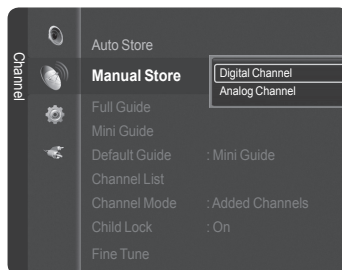 Channel
Auto Store
Manual Store
Digital Channel
Analog Channel
Full Guide
Mini Guide
Default Guide : Mini Guide
Channel List
Channel Mode : Added Channels
Child Lock : On
Fine Tune